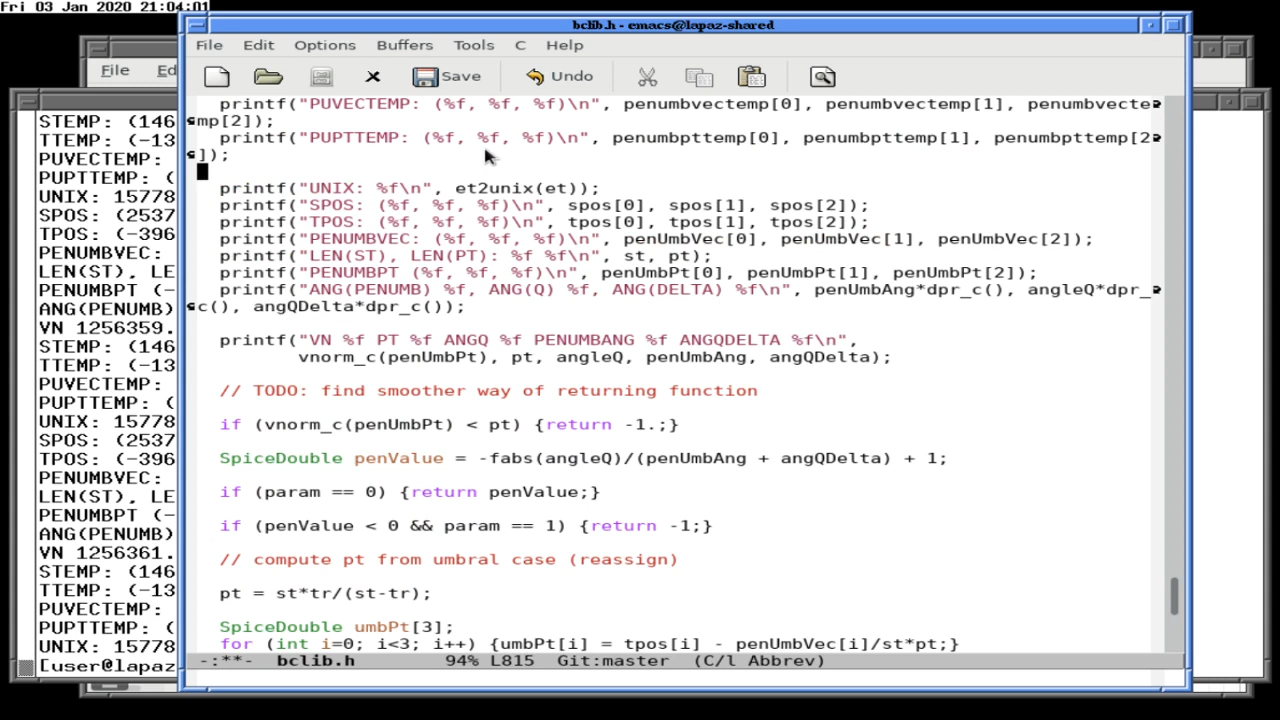 Fri 03 Jan 2020 21:04:01
bclib.h - emacs@lapaz-shared
File Edit Options Buffers Tools C Help
Save Undo
File Ed
printf("PUVECTEMP: (%f, %f, %f)\n", penumbvectemp[0], penumbvectemp[1], penumbvecte
mp[2]);
printf("PUPTTEMP: (%f, %f, %f)\n", penumbpttemp[0], penumbpttemp[1], penumbpttemp[2
]);
printf("UNIX: %f\n", et2unix(et));
printf("SPOS: (%f, %f, %f)\n", spos[0], spos[1], spos[2]);
printf("TPOS: (%f, %f, %f)\n", tpos[0], tpos[1], tpos[2]);
printf("PENUMBVEC: (%f, %f, %f)\n", penUmbVec[0], penUmbVec[1], penUmbVec[2]);
printf("LEN(ST), LEN(PT): %f %f\n", st, pt);
printf("PENUMBPT (%f, %f, %f)\n", penUmbPt[0], penUmbPt[1], penUmbPt[2]);
printf("ANG(PENUMB) %f, ANG(Q) %f, ANG(DELTA) %f\n", penUmbAng*dpr_c(), angleQ*dpr_
c(), angQDelta*dpr_c());
printf("VN %f PT %f ANGQ %f PENUMBANG %f ANGQDELTA %f\n",
vnorm_c(penUmbPt), pt, angleQ, penUmbAng, angQDelta);
// TODO: find smoother way of returning function
if (vnorm_c(penUmbPt) < pt) {return -1.;}
SpiceDouble penValue = -fabs(angleQ)/(penUmbAng + angQDelta) + 1;
if (param == 0) {return penValue;}
if (penValue < 0 && param == 1) {return -1;}
// compute pt from umbral case (reassign)
pt = st*tr/(st-tr);
SpiceDouble umbPt[3];
for (int i=0; i<3; i++) {umbPt[i] = tpos[i] - penUmbVec[i]/st*pt;}
-:**- bclib.h 94% L815 Git:master (C/l Abbrev)
STEMP: (146
TTEMP: (-13
PUVECTEMP:
PUPTTEMP: (
UNIX: 15778
SPOS: (2537
TPOS: (-396
PENUMBVEC:
LEN(ST), LE
PENUMBPT (-
ANG(PENUMB)
VN 1256359.
STEMP: (146
TTEMP: (-13
PUVECTEMP:
PUPTTEMP: (
UNIX: 15778
SPOS: (2537
TPOS: (-396
PENUMBVEC:
LEN(ST), LE
PENUMBPT (-
ANG(PENUMB)
VN 1256361.
STEMP: (146
TTEMP: (-13
PUVECTEMP:
PUPTTEMP: (
UNIX: 15778
[user@lapaz